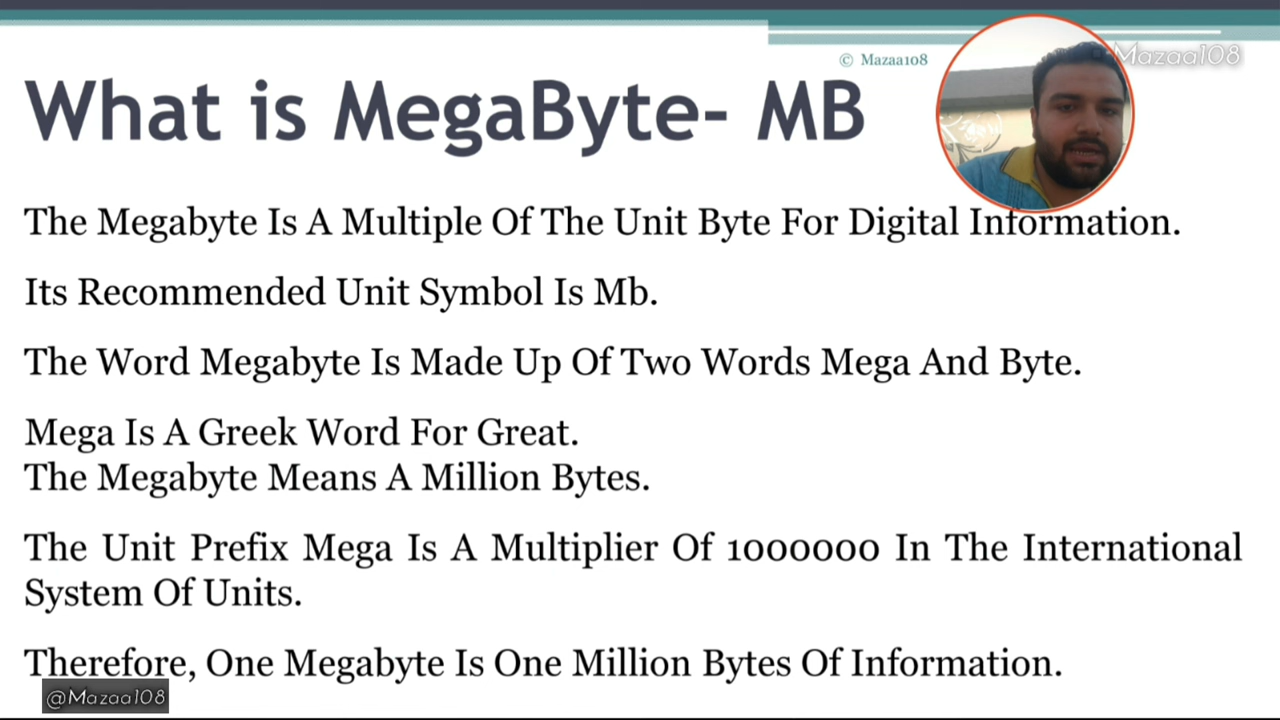 © Mazaa108
Mazaa108
What is MegaByte- MB
The Megabyte Is A Multiple Of The Unit Byte For Digital Information.
Its Recommended Unit Symbol Is Mb.
The Word Megabyte Is Made Up Of Two Words Mega And Byte.
Mega Is A Greek Word For Great.
The Megabyte Means A Million Bytes.
The Unit Prefix Mega Is A Multiplier Of 1000000 In The International
System Of Units.
Therefore, One Megabyte Is One Million Bytes Of Information.
@Mazaa108